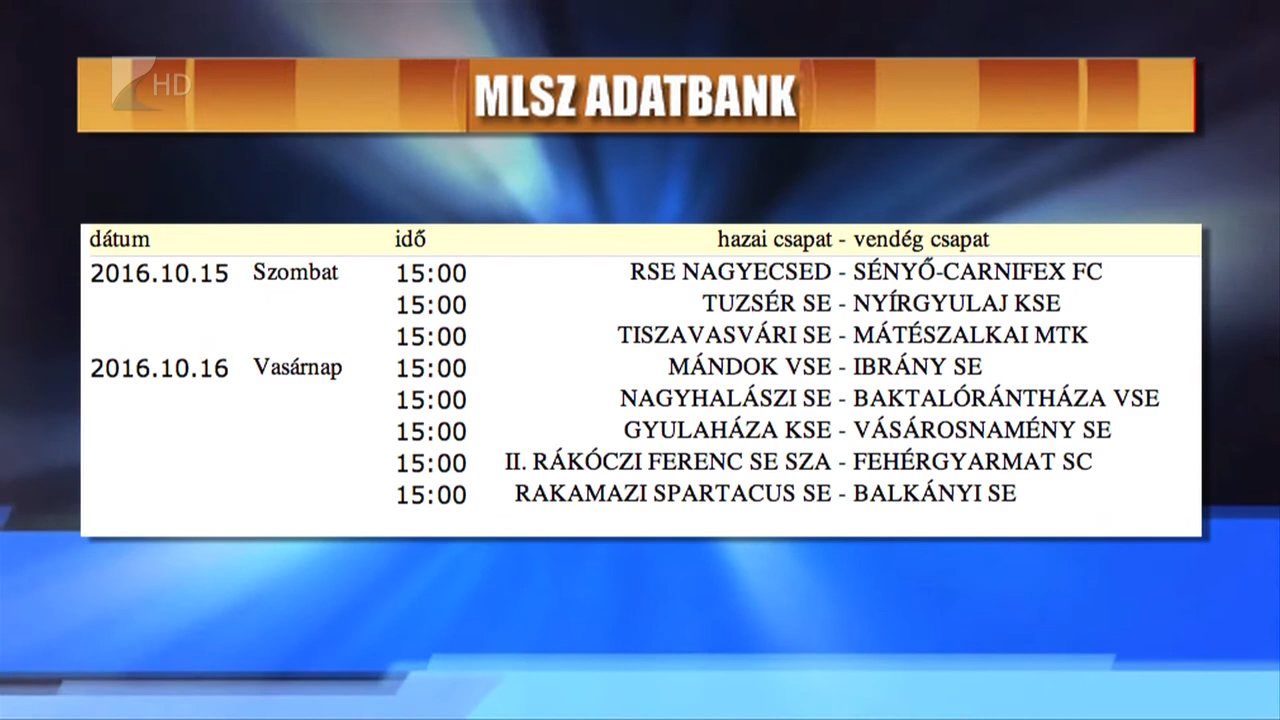 HD
MLSZ ADATBANK
dátum idő hazai csapat - vendég csapat
2016.10.15 Szombat 15:00 RSE NAGYECSED - SÉNYŐ-CARNIFEX FC
15:00 TUZSÉR SE - NYÍRGYULAJ KSE
15:00 TISZAVASVÁRI SE - MÁTÉSZALKAI MTK
2016.10.16 Vasárnap 15:00 MÁNDOK VSE - IBRÁNY SE
15:00 NAGYHALÁSZI SE - BAKTALÓRÁNTHÁZA VSE
15:00 GYULAHÁZA KSE - VÁSÁROSNAMÉNY SE
15:00 II. RÁKÓCZI FERENC SE SZA - FEHÉRGYARMAT SC
15:00 RAKAMAZI SPARTACUS SE - BALKÁNYI SE